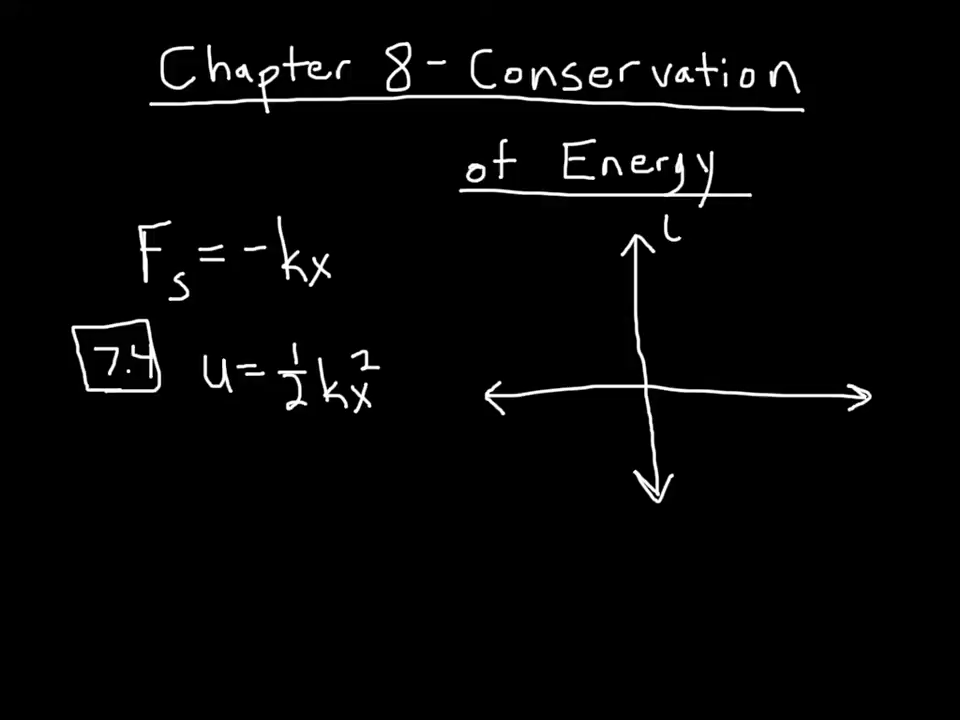 Chapter 8 - Conservation
of Energy
F_s = -kx
7.4 u = 1/2 kx^2